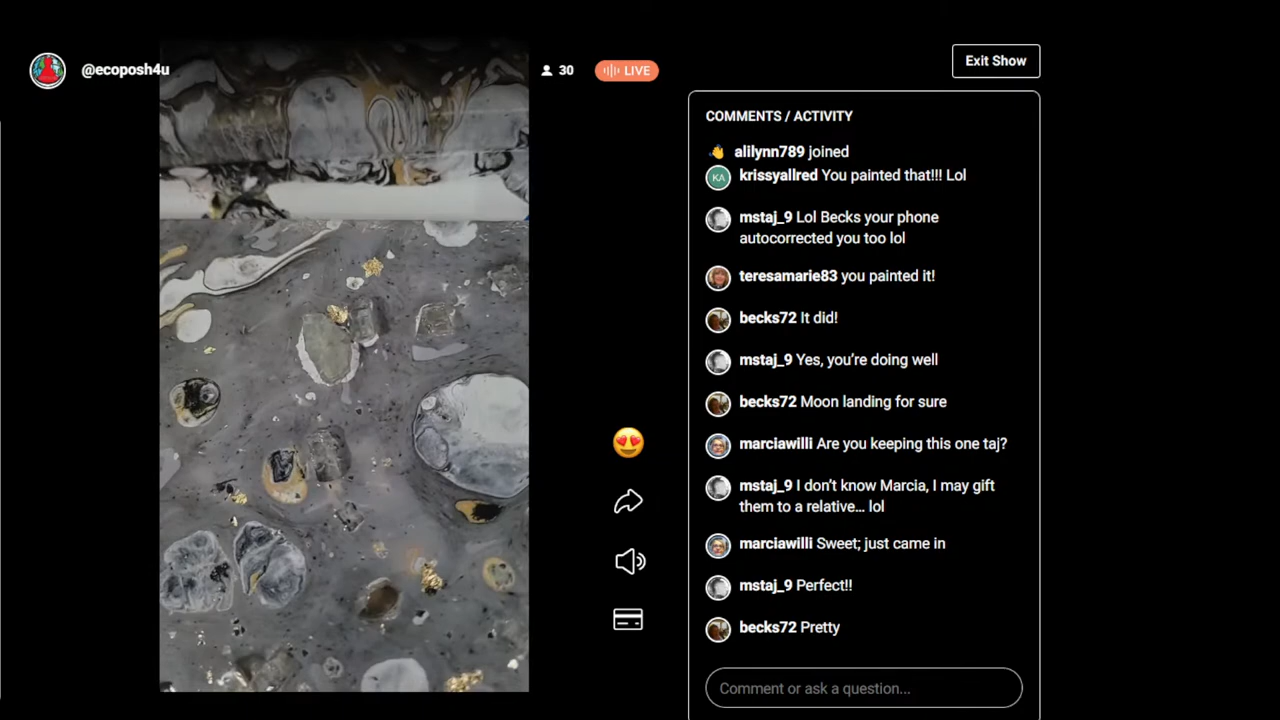 @ecoposh4u
30
LIVE
Exit Show
COMMENTS / ACTIVITY
alilynn789 joined
KA
krissyallred You painted that!!! Lol
mstaj_9 Lol Becks your phone
autocorrected you too lol
teresamarie83 you painted it!
becks72 It did!
mstaj_9 Yes, you’re doing well
becks72 Moon landing for sure
marciawilli Are you keeping this one taj?
mstaj_9 I don’t know Marcia, I may gift
them to a relative... lol
marciawilli Sweet; just came in
mstaj_9 Perfect!!
becks72 Pretty
Comment or ask a question...